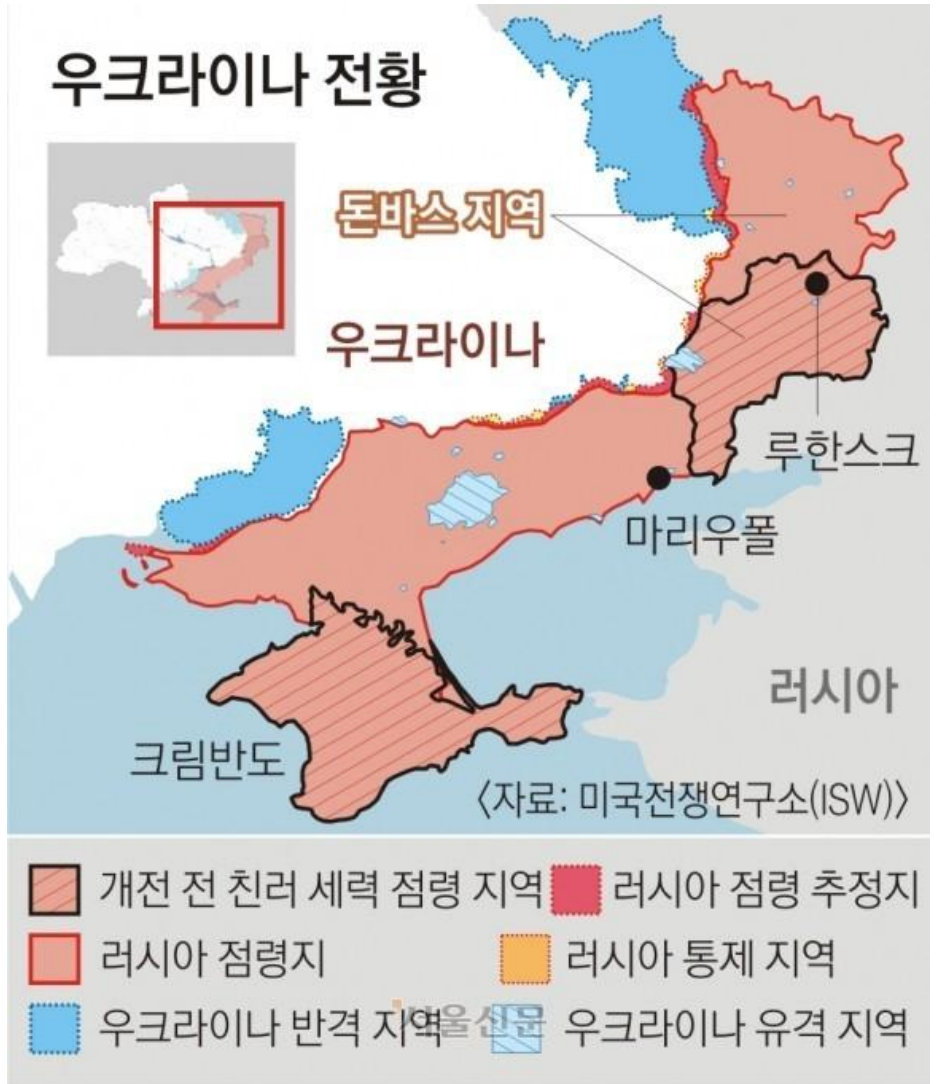 우크라이나 전황
돈바스 지역
우크라이나
루한스크
마리우폴
러시아
크림반도
〈자료: 미국전쟁연구소(ISW)〉
개전 전 친러 세력 점령 지역
러시아 점령 추정지
러시아 점령지
러시아 통제 지역
우크라이나 반격 지역
서울신문
우크라이나 유격 지역